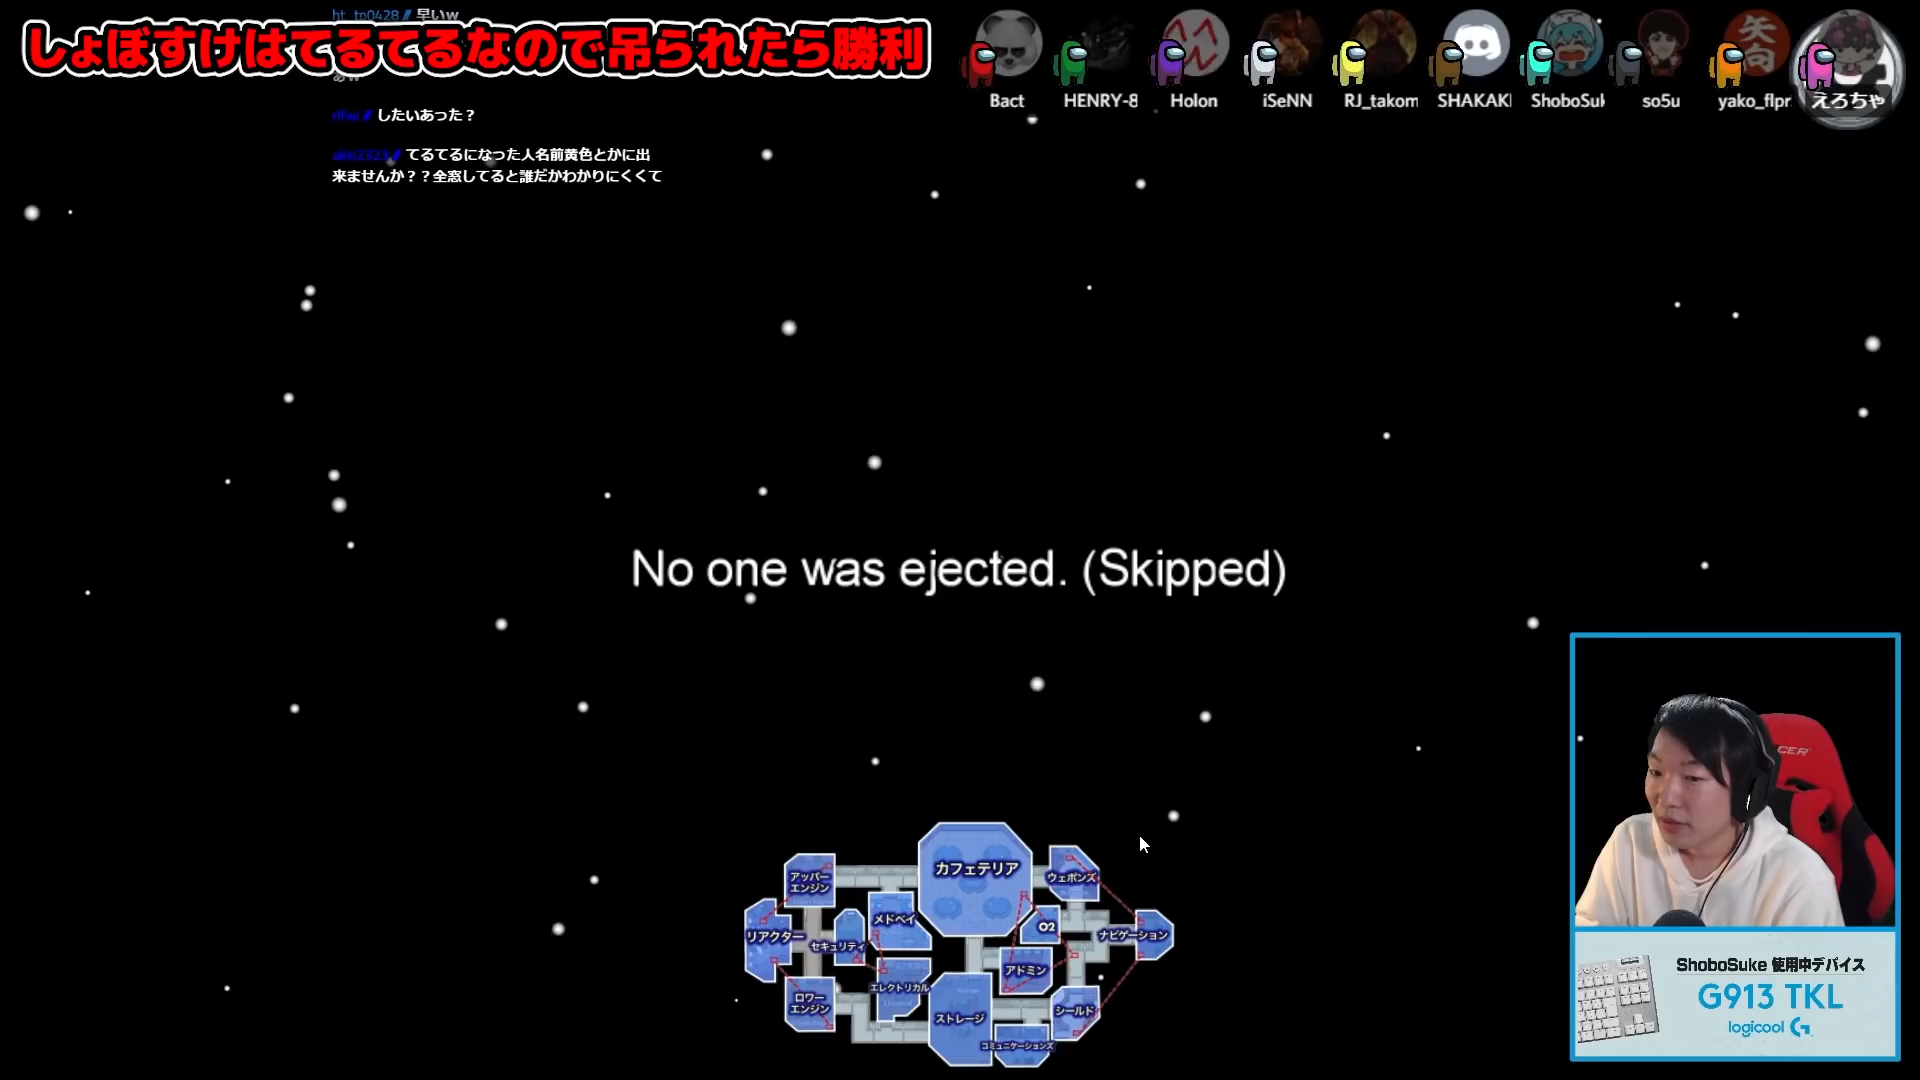 ht_tp0428 // 早いw
しょぼすけはてるてるなので吊られたら勝利
したいあった？
てるてるになった人名前黄色とかに出
来ませんか？？全窓してると誰だかわかりにくくて
Bact HENRY-8 Holon iSeNN RJ_takom SHAKAKI ShoboSuk so5u yako_flpr えろちゃ
矢向
No one was ejected. (Skipped)
カフェテリア
アッパー
エンジン
ウェポンズ
メドベイ
O2
リアクター
セキュリティ
ナビゲーション
アドミン
エレクトリカル
ロワー
エンジン
ストレージ
シールド
コミュニケーションズ
ShoboSuke 使用中デバイス
G913 TKL
logicool G